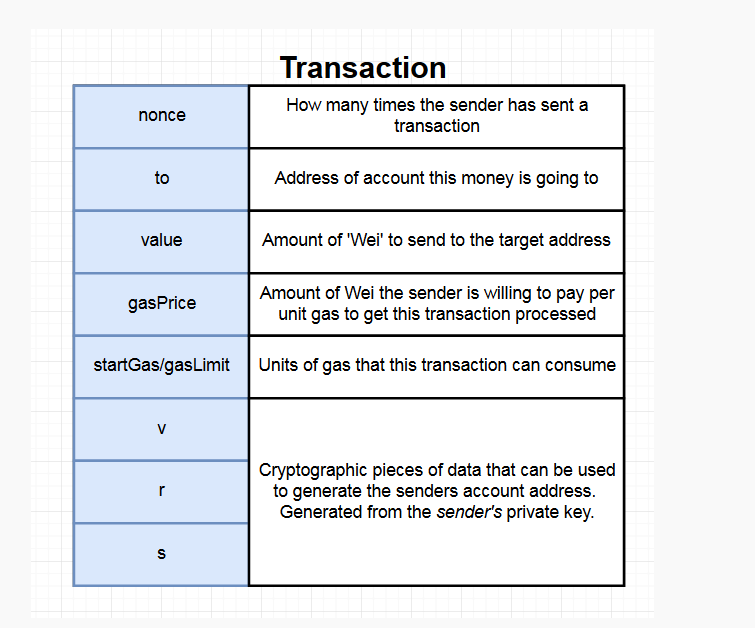 Transaction
nonce
How many times the sender has sent a
transaction
to
Address of account this money is going to
value
Amount of 'Wei' to send to the target address
gasPrice
Amount of Wei the sender is willing to pay per
unit gas to get this transaction processed
startGas/gasLimit
Units of gas that this transaction can consume
v
r
s
Cryptographic pieces of data that can be used
to generate the senders account address.
Generated from the sender's private key.